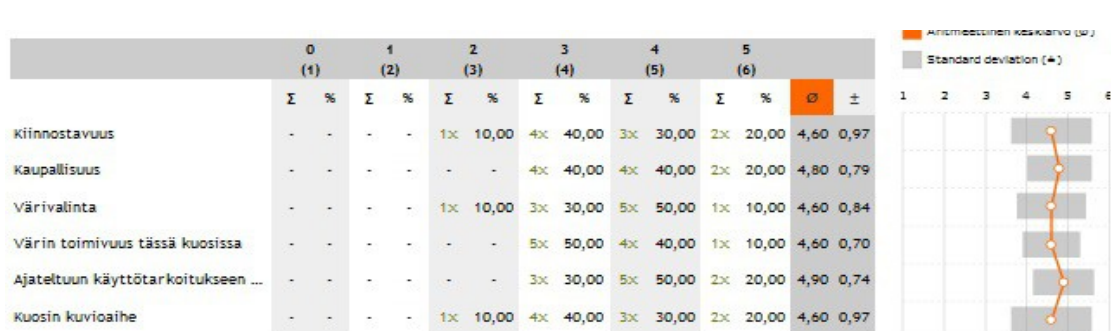 Aritmeettinen keskiarvo (Ø)
0 1 2 3 4 5
(1) (2) (3) (4) (5) (6)
Standard deviation (±)
Σ % Σ % Σ % Σ % Σ % Σ % Ø ±
1 2 3 4 5 6
Kiinnostavuus - - - - 1x 10,00 4x 40,00 3x 30,00 2x 20,00 4,60 0,97
Kaupallisuus - - - - - - 4x 40,00 4x 40,00 2x 20,00 4,80 0,79
Värivalinta - - - - 1x 10,00 3x 30,00 5x 50,00 1x 10,00 4,60 0,84
Värin toimivuus tässä kuosissa - - - - - - 5x 50,00 4x 40,00 1x 10,00 4,60 0,70
Ajateltuun käyttötarkoitukseen ... - - - - - - 3x 30,00 5x 50,00 2x 20,00 4,90 0,74
Kuosin kuvioaihe - - - - 1x 10,00 4x 40,00 3x 30,00 2x 20,00 4,60 0,97